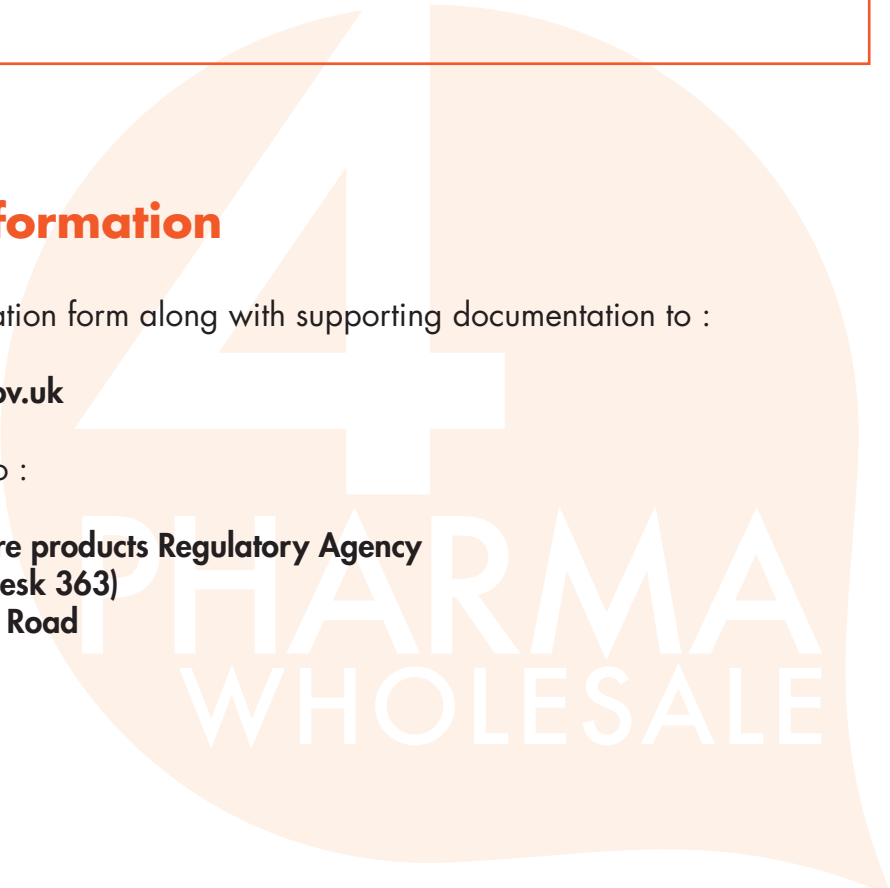 formation
ation form along with supporting documentation to :
ov.uk
o :
re products Regulatory Agency
esk 363)
Road
4
PHARMA
WHOLESALE